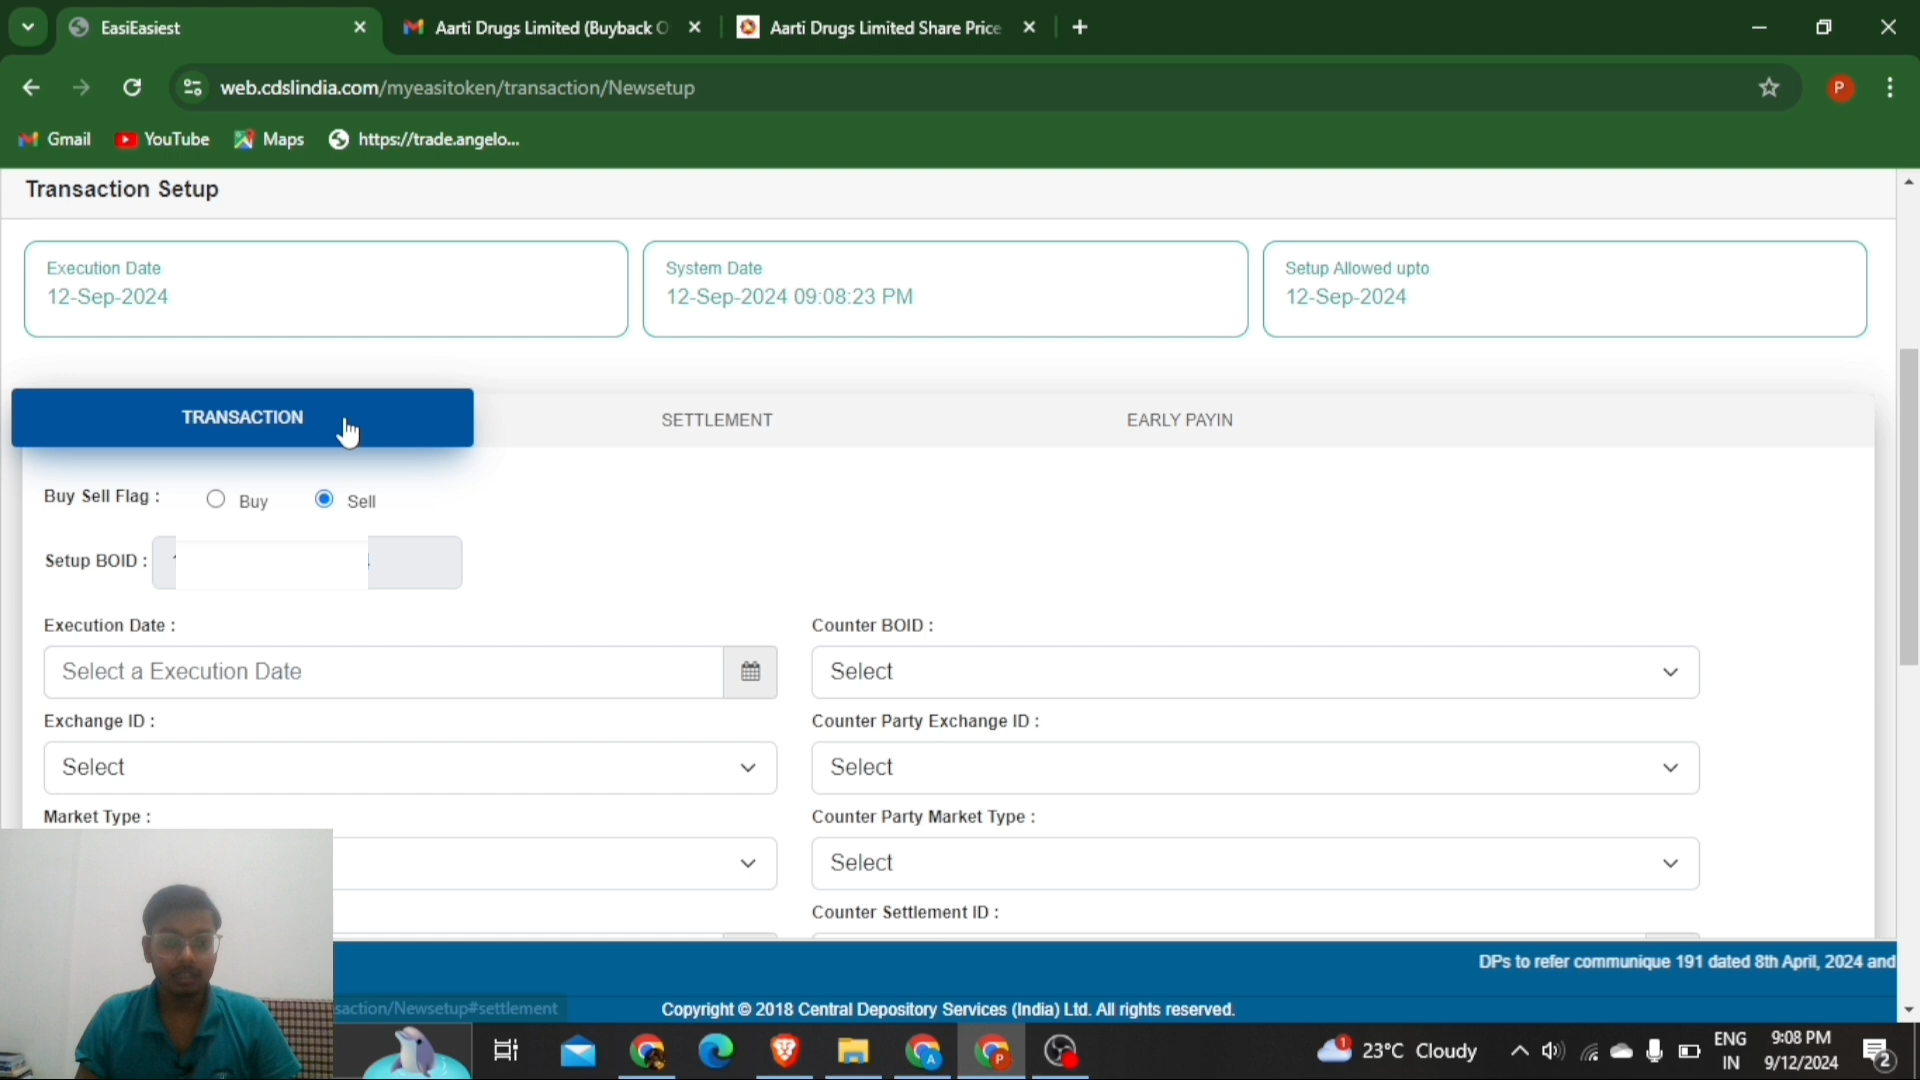 EasiEasiest
Aarti Drugs Limited (Buyback O
Aarti Drugs Limited Share Price
web.cdslindia.com/myeasitoken/transaction/Newsetup
P
Gmail
YouTube
Maps
https://trade.angelo...
Transaction Setup
Execution Date
12-Sep-2024
System Date
12-Sep-2024 09:08:23 PM
Setup Allowed upto
12-Sep-2024
TRANSACTION
SETTLEMENT
EARLY PAYIN
Buy Sell Flag :
Buy
Sell
Setup BOID :
Execution Date :
Counter BOID :
Select a Execution Date
Select
Exchange ID :
Counter Party Exchange ID :
Select
Select
Market Type :
Counter Party Market Type :
Select
Counter Settlement ID :
DPs to refer communique 191 dated 8th April, 2024 and
saction/Newsetup#settlement
Copyright © 2018 Central Depository Services (India) Ltd. All rights reserved.
A
P
1
23°C Cloudy
ENG
IN
9:08 PM
9/12/2024
2